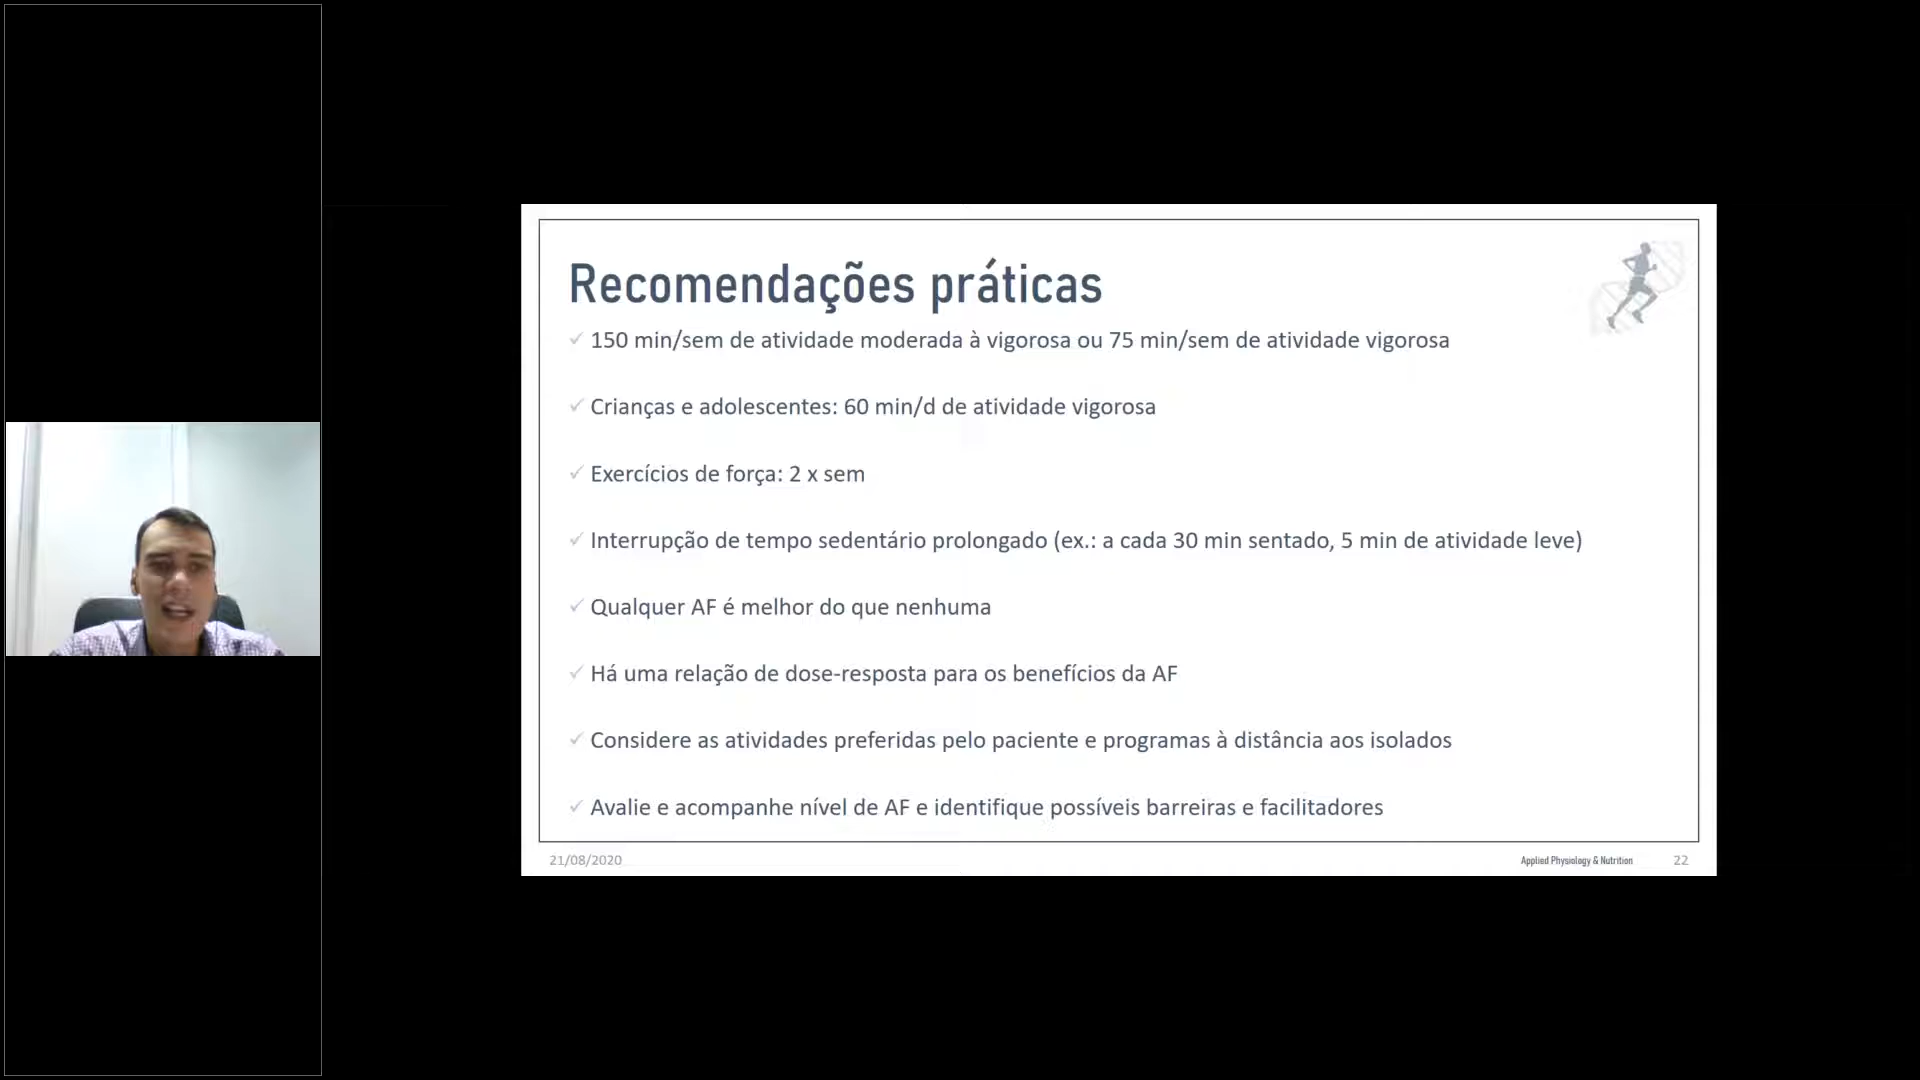 Recomendações práticas
150 min/sem de atividade moderada à vigorosa ou 75 min/sem de atividade vigorosa
Crianças e adolescentes: 60 min/d de atividade vigorosa
Exercícios de força: 2 x sem
Interrupção de tempo sedentário prolongado (ex.: a cada 30 min sentado, 5 min de atividade leve)
Qualquer AF é melhor do que nenhuma
Há uma relação de dose-resposta para os benefícios da AF
Considere as atividades preferidas pelo paciente e programas à distância aos isolados
Avalie e acompanhe nível de AF e identifique possíveis barreiras e facilitadores
21/08/2020
Applied Physiology & Nutrition
22